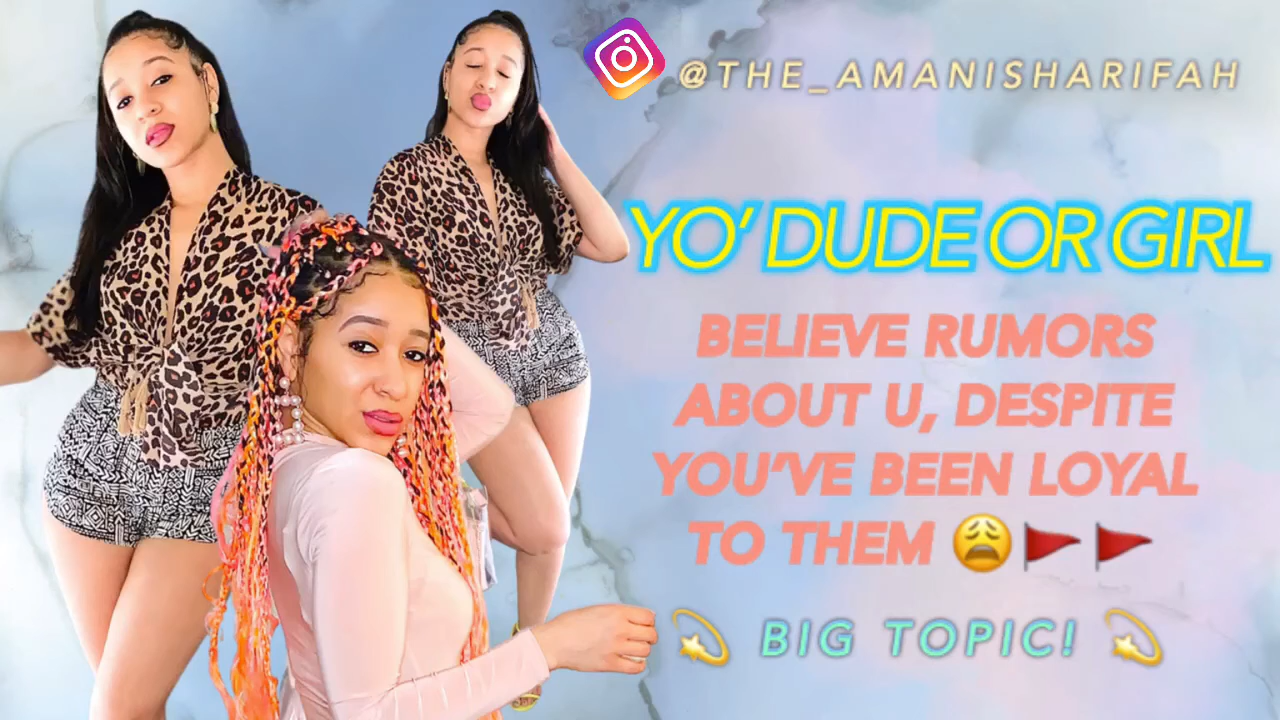 @THE_AMANISHARIFAH
YO' DUDE OR GIRL
BELIEVE RUMORS
ABOUT U, DESPITE
YOU'VE BEEN LOYAL
TO THEM 😩🚩🚩
💫 BIG TOPIC! 💫